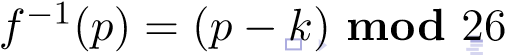 f⁻¹(p) = (p − k) mod 26